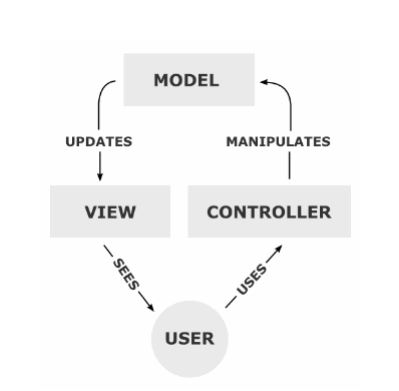 MODEL
UPDATES
MANIPULATES
VIEW
CONTROLLER
SEES
USES
USER